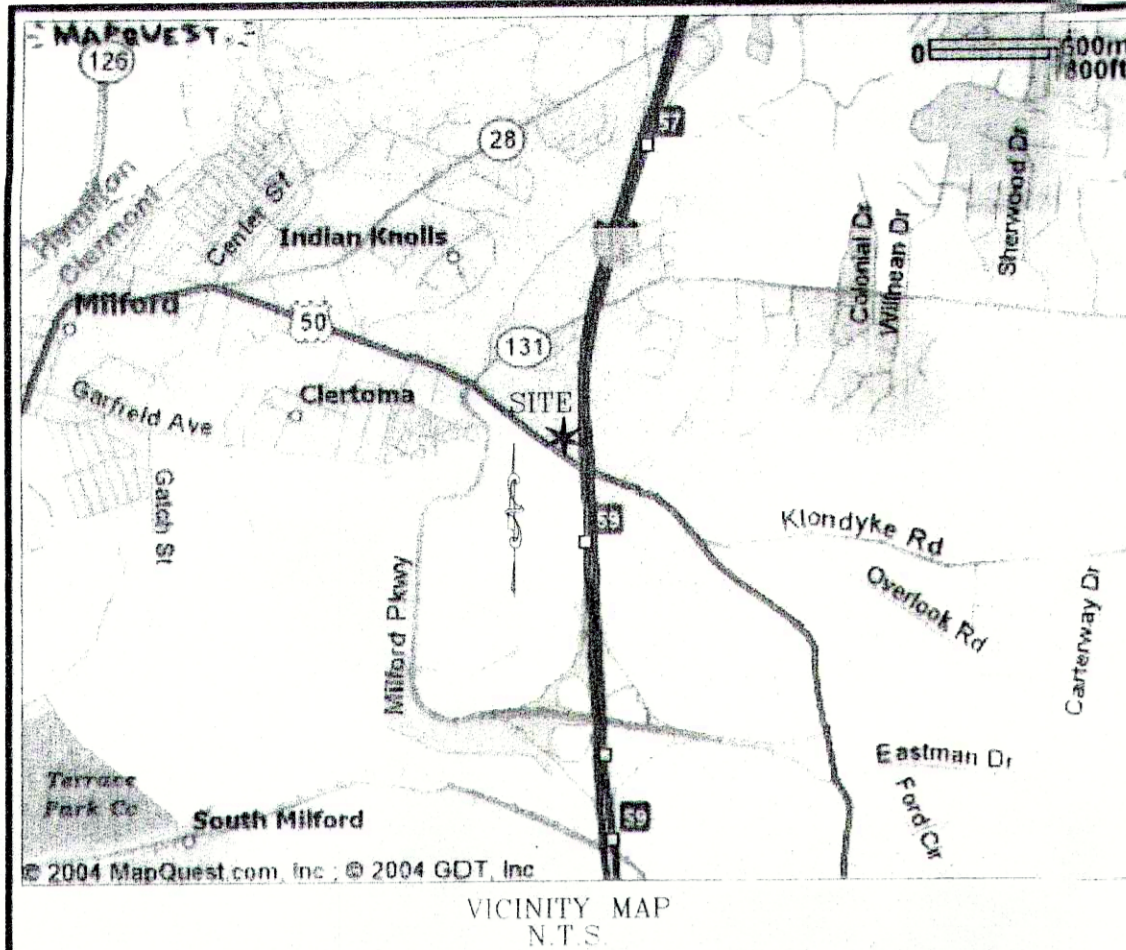 MAPQUEST
126
0
600m
800ft
28
Sherwood Dr
Hamilton
Clermont
Center St
Indian Knolls
Colonial Dr
Willnean Dr
Milford
50
131
Clertoma
SITE
Garfield Ave
Gatch St
59
Klondyke Rd
Overlook Rd
Milford Pkwy
Carterway Dr
Eastman Dr
Ford Cir
Terrace
Park Co
South Milford
59
© 2004 MapQuest.com, Inc ; © 2004 GDT, Inc
VICINITY MAP
N.T.S.